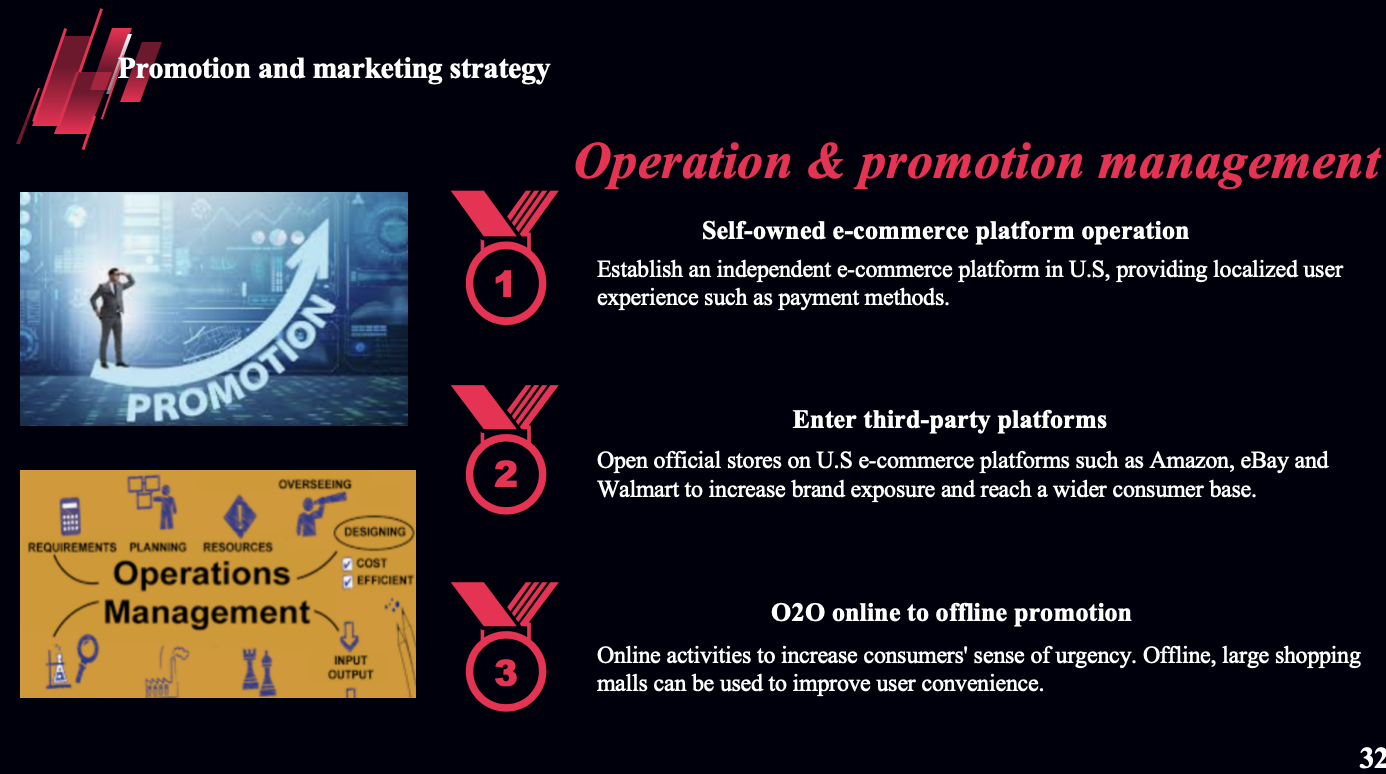 Promotion and marketing strategy
Operation & promotion management
1
Self-owned e-commerce platform operation
Establish an independent e-commerce platform in U.S, providing localized user
experience such as payment methods.
PROMOTION
2
Enter third-party platforms
Open official stores on U.S e-commerce platforms such as Amazon, eBay and
Walmart to increase brand exposure and reach a wider consumer base.
OVERSEEING
DESIGNING
REQUIREMENTS PLANNING RESOURCES
COST
EFFICIENT
Operations
Management
INPUT
OUTPUT
3
O2O online to offline promotion
Online activities to increase consumers' sense of urgency. Offline, large shopping
malls can be used to improve user convenience.
32